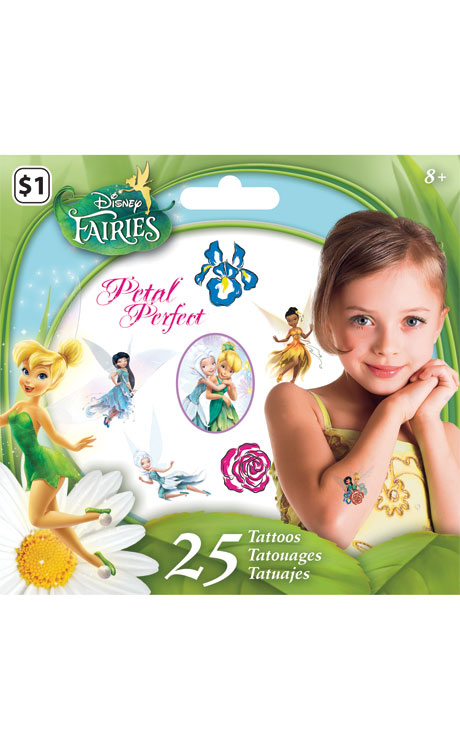 $1
Disney
FAIRIES
8+
Petal
Perfect
25
Tattoos
Tatouages
Tatuajes